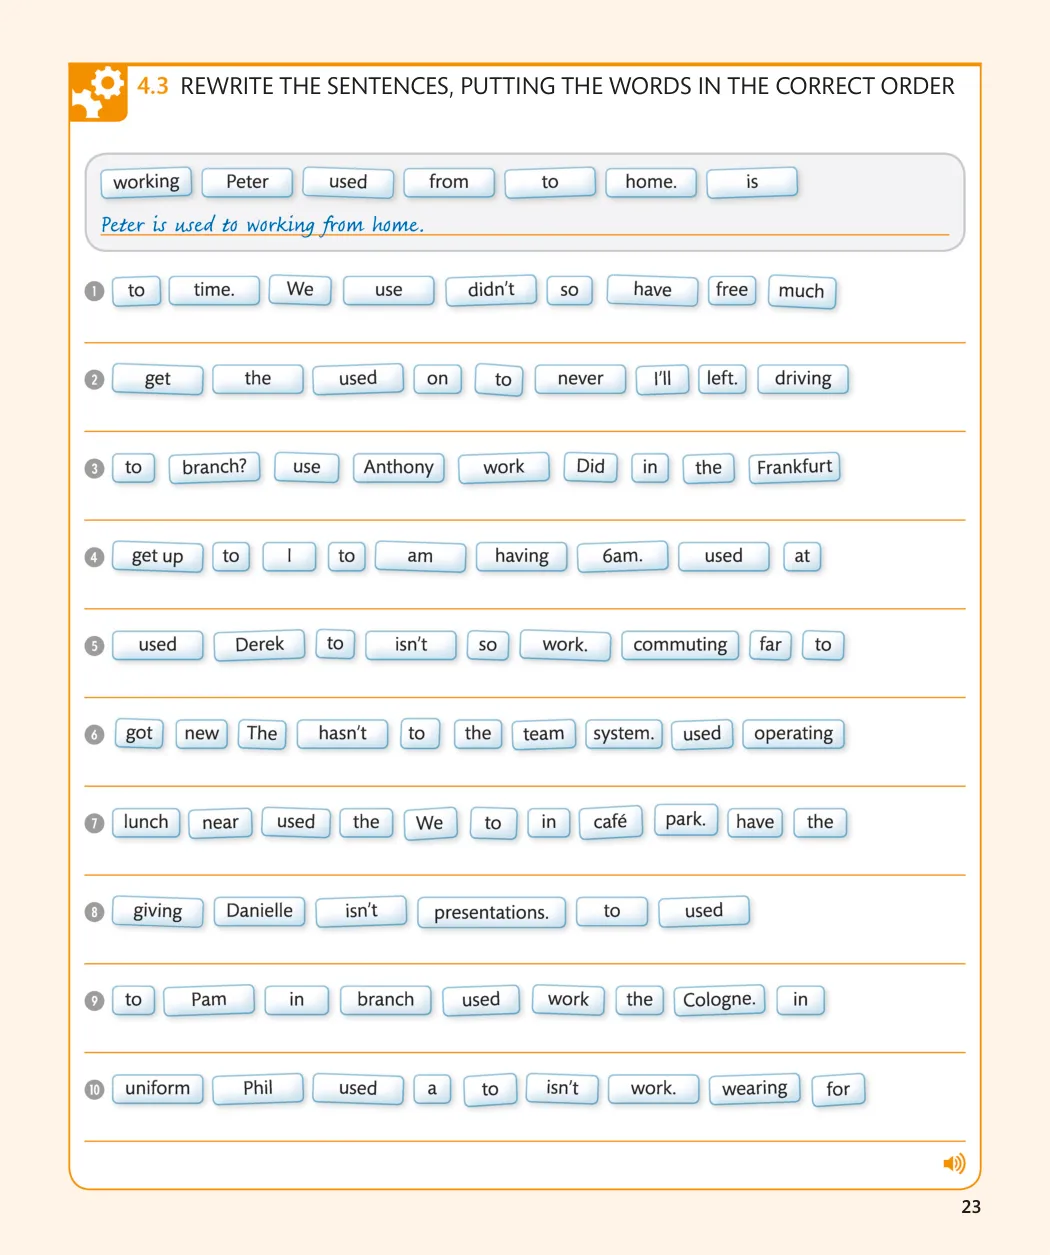 4.3 REWRITE THE SENTENCES, PUTTING THE WORDS IN THE CORRECT ORDER
working Peter used from to home. is
Peter is used to working from home.
1 to time. We use didn't so have free much
2 get the used on to never I'll left. driving
3 to branch? use Anthony work Did in the Frankfurt
4 get up to I to am having 6am. used at
5 used Derek to isn't so work. commuting far to
6 got new The hasn't to the team system. used operating
7 lunch near used the We to in café park. have the
8 giving Danielle isn't presentations. to used
9 to Pam in branch used work the Cologne. in
10 uniform Phil used a to isn't work. wearing for
23